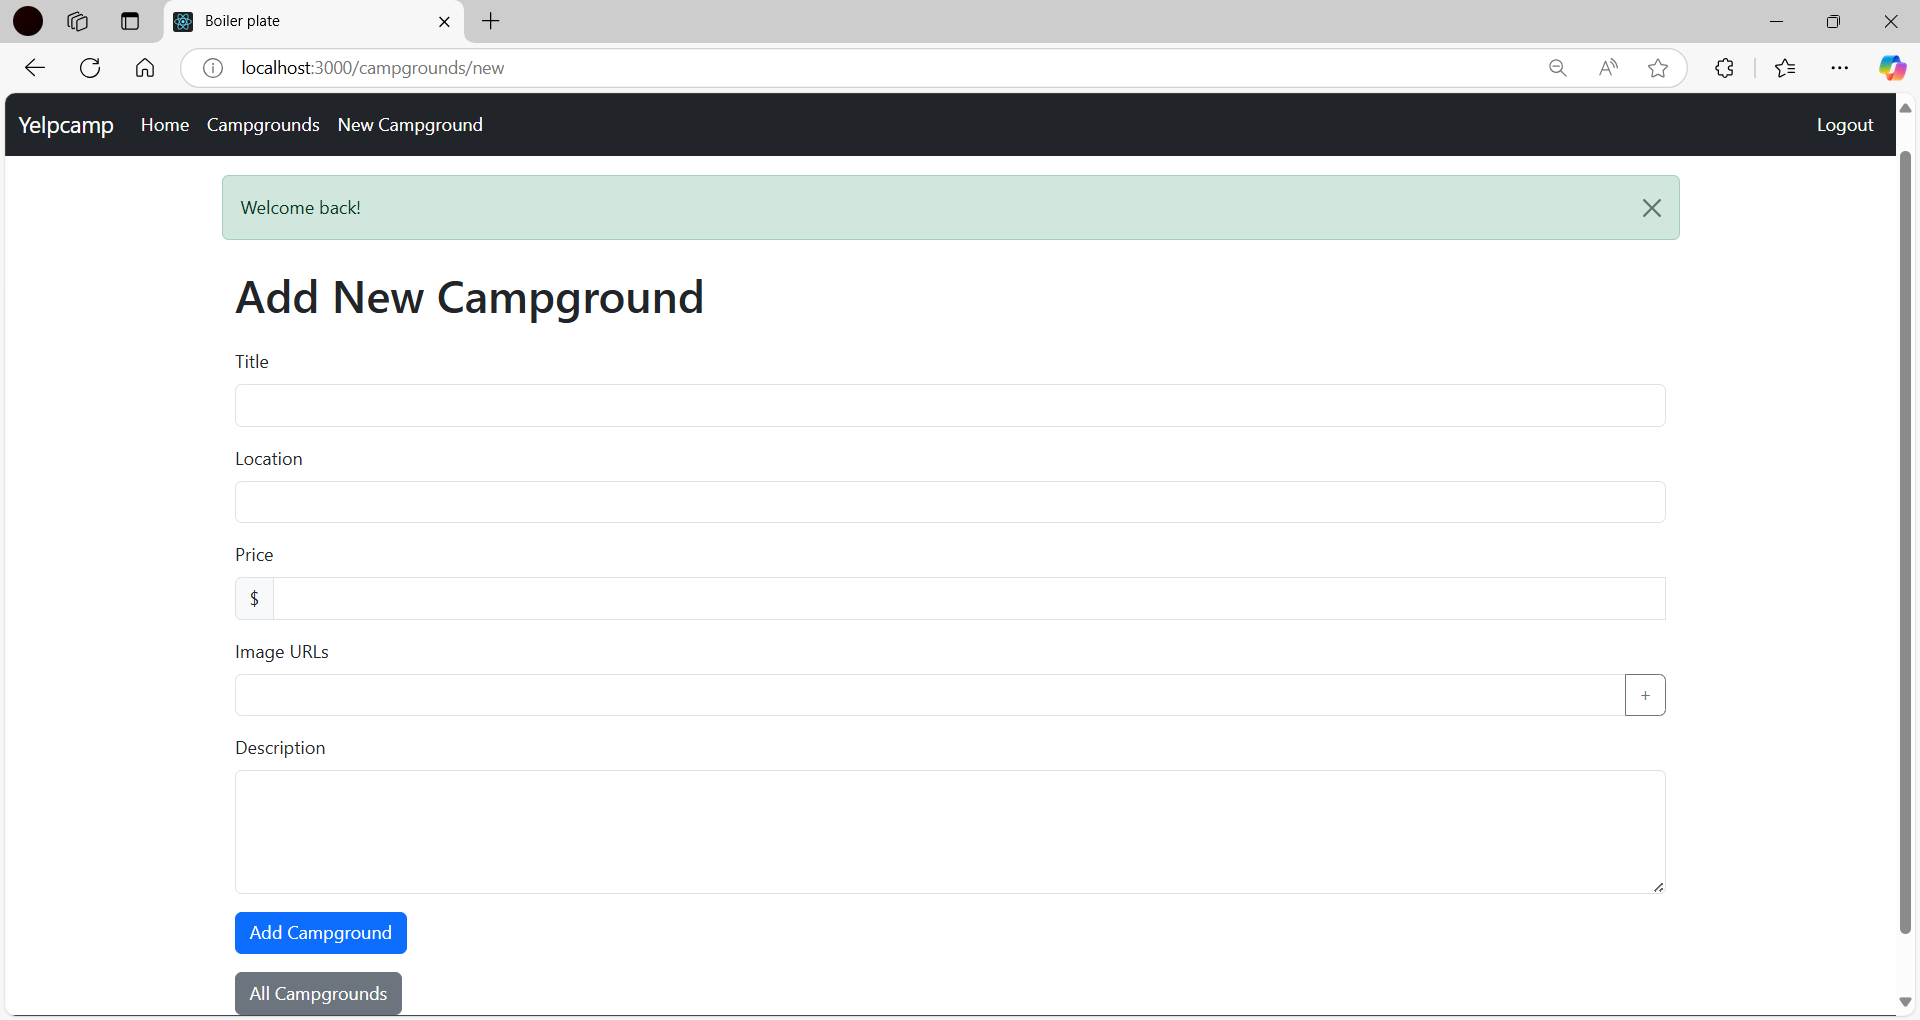 Boiler plate
localhost:3000/campgrounds/new
Yelpcamp Home Campgrounds New Campground Logout
Welcome back!
Add New Campground
Title
Location
Price
$
Image URLs
+
Description
Add Campground
All Campgrounds